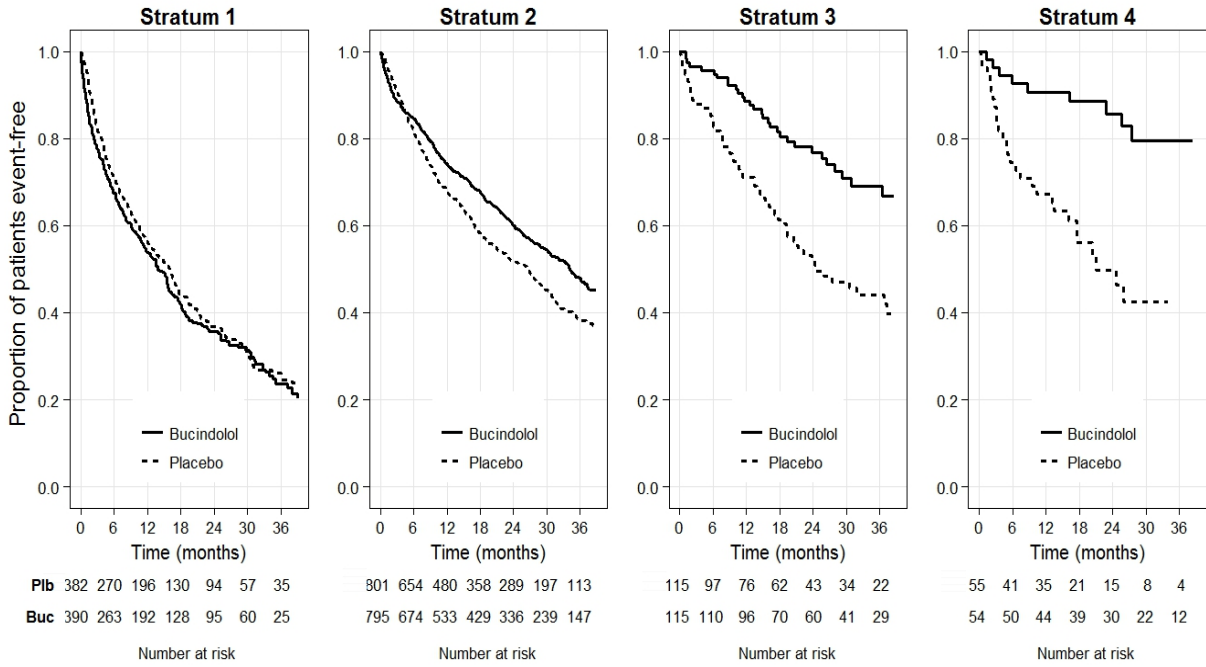 Stratum 1 Stratum 2 Stratum 3 Stratum 4
Proportion of patients event-free
1.0 1.0 1.0 1.0
0.8 0.8 0.8 0.8
0.6 0.6 0.6 0.6
0.4 0.4 0.4 0.4
0.2 0.2 0.2 0.2
Bucindolol Bucindolol Bucindolol Bucindolol
Placebo Placebo Placebo Placebo
0.0 0.0 0.0 0.0
0 6 12 18 24 30 36 0 6 12 18 24 30 36 0 6 12 18 24 30 36 0 6 12 18 24 30 36
Time (months) Time (months) Time (months) Time (months)
Plb 382 270 196 130 94 57 35 801 654 480 358 289 197 113 115 97 76 62 43 34 22 55 41 35 21 15 8 4
Buc 390 263 192 128 95 60 25 795 674 533 429 336 239 147 115 110 96 70 60 41 29 54 50 44 39 30 22 12
Number at risk Number at risk Number at risk Number at risk